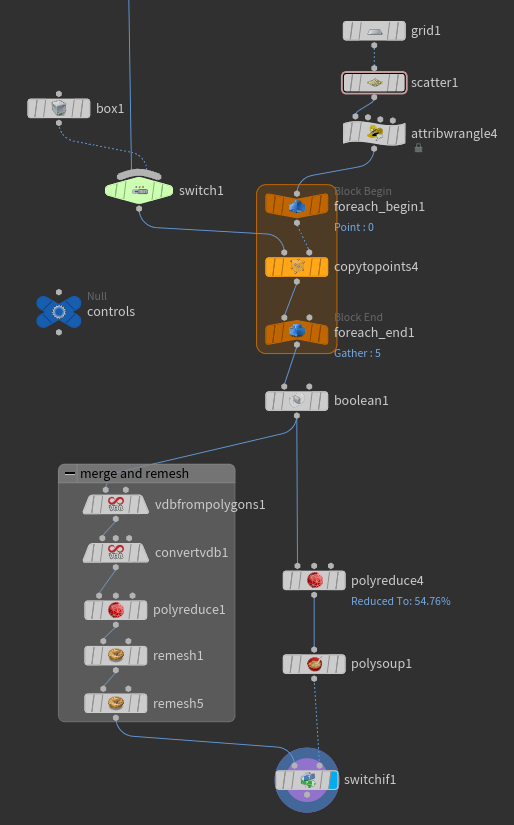 grid1
scatter1
box1
attribwrangle4
switch1
Block Begin
foreach_begin1
Point : 0
copytopoints4
Null
controls
Block End
foreach_end1
Gather : 5
boolean1
merge and remesh
vdbfrompolygons1
convertvdb1
polyreduce4
Reduced To: 54.76%
polyreduce1
remesh1
polysoup1
remesh5
switchif1